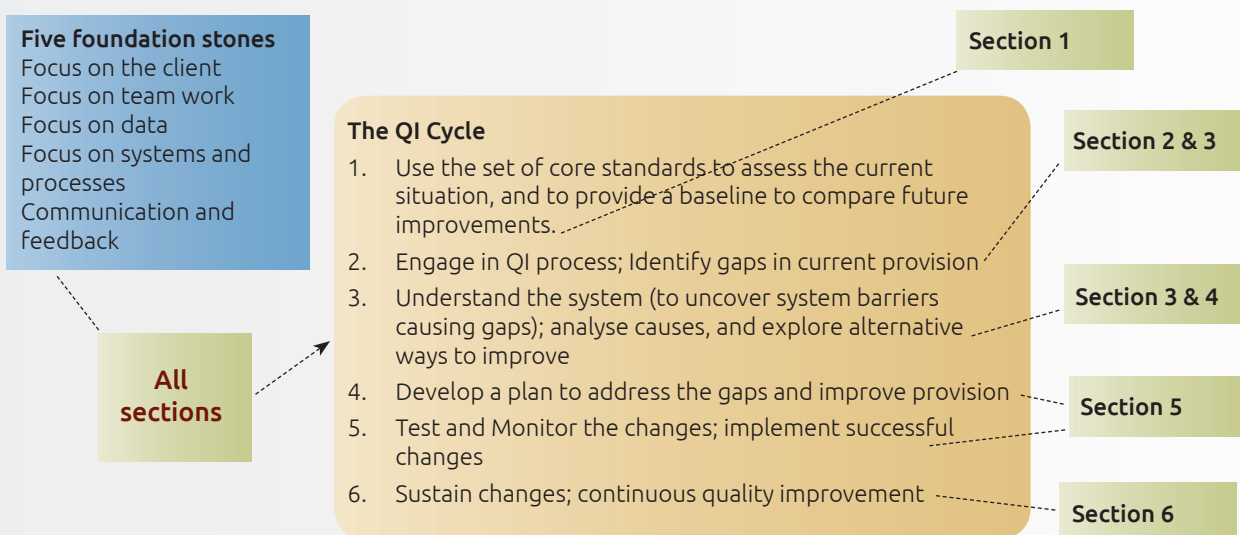 Five foundation stones
Focus on the client
Focus on team work
Focus on data
Focus on systems and
processes
Communication and
feedback
All
sections
The QI Cycle
1. Use the set of core standards to assess the current
situation, and to provide a baseline to compare future
improvements.
2. Engage in QI process; Identify gaps in current provision
3. Understand the system (to uncover system barriers
causing gaps); analyse causes, and explore alternative
ways to improve
4. Develop a plan to address the gaps and improve provision
5. Test and Monitor the changes; implement successful
changes
6. Sustain changes; continuous quality improvement
Section 1
Section 2 & 3
Section 3 & 4
Section 5
Section 6